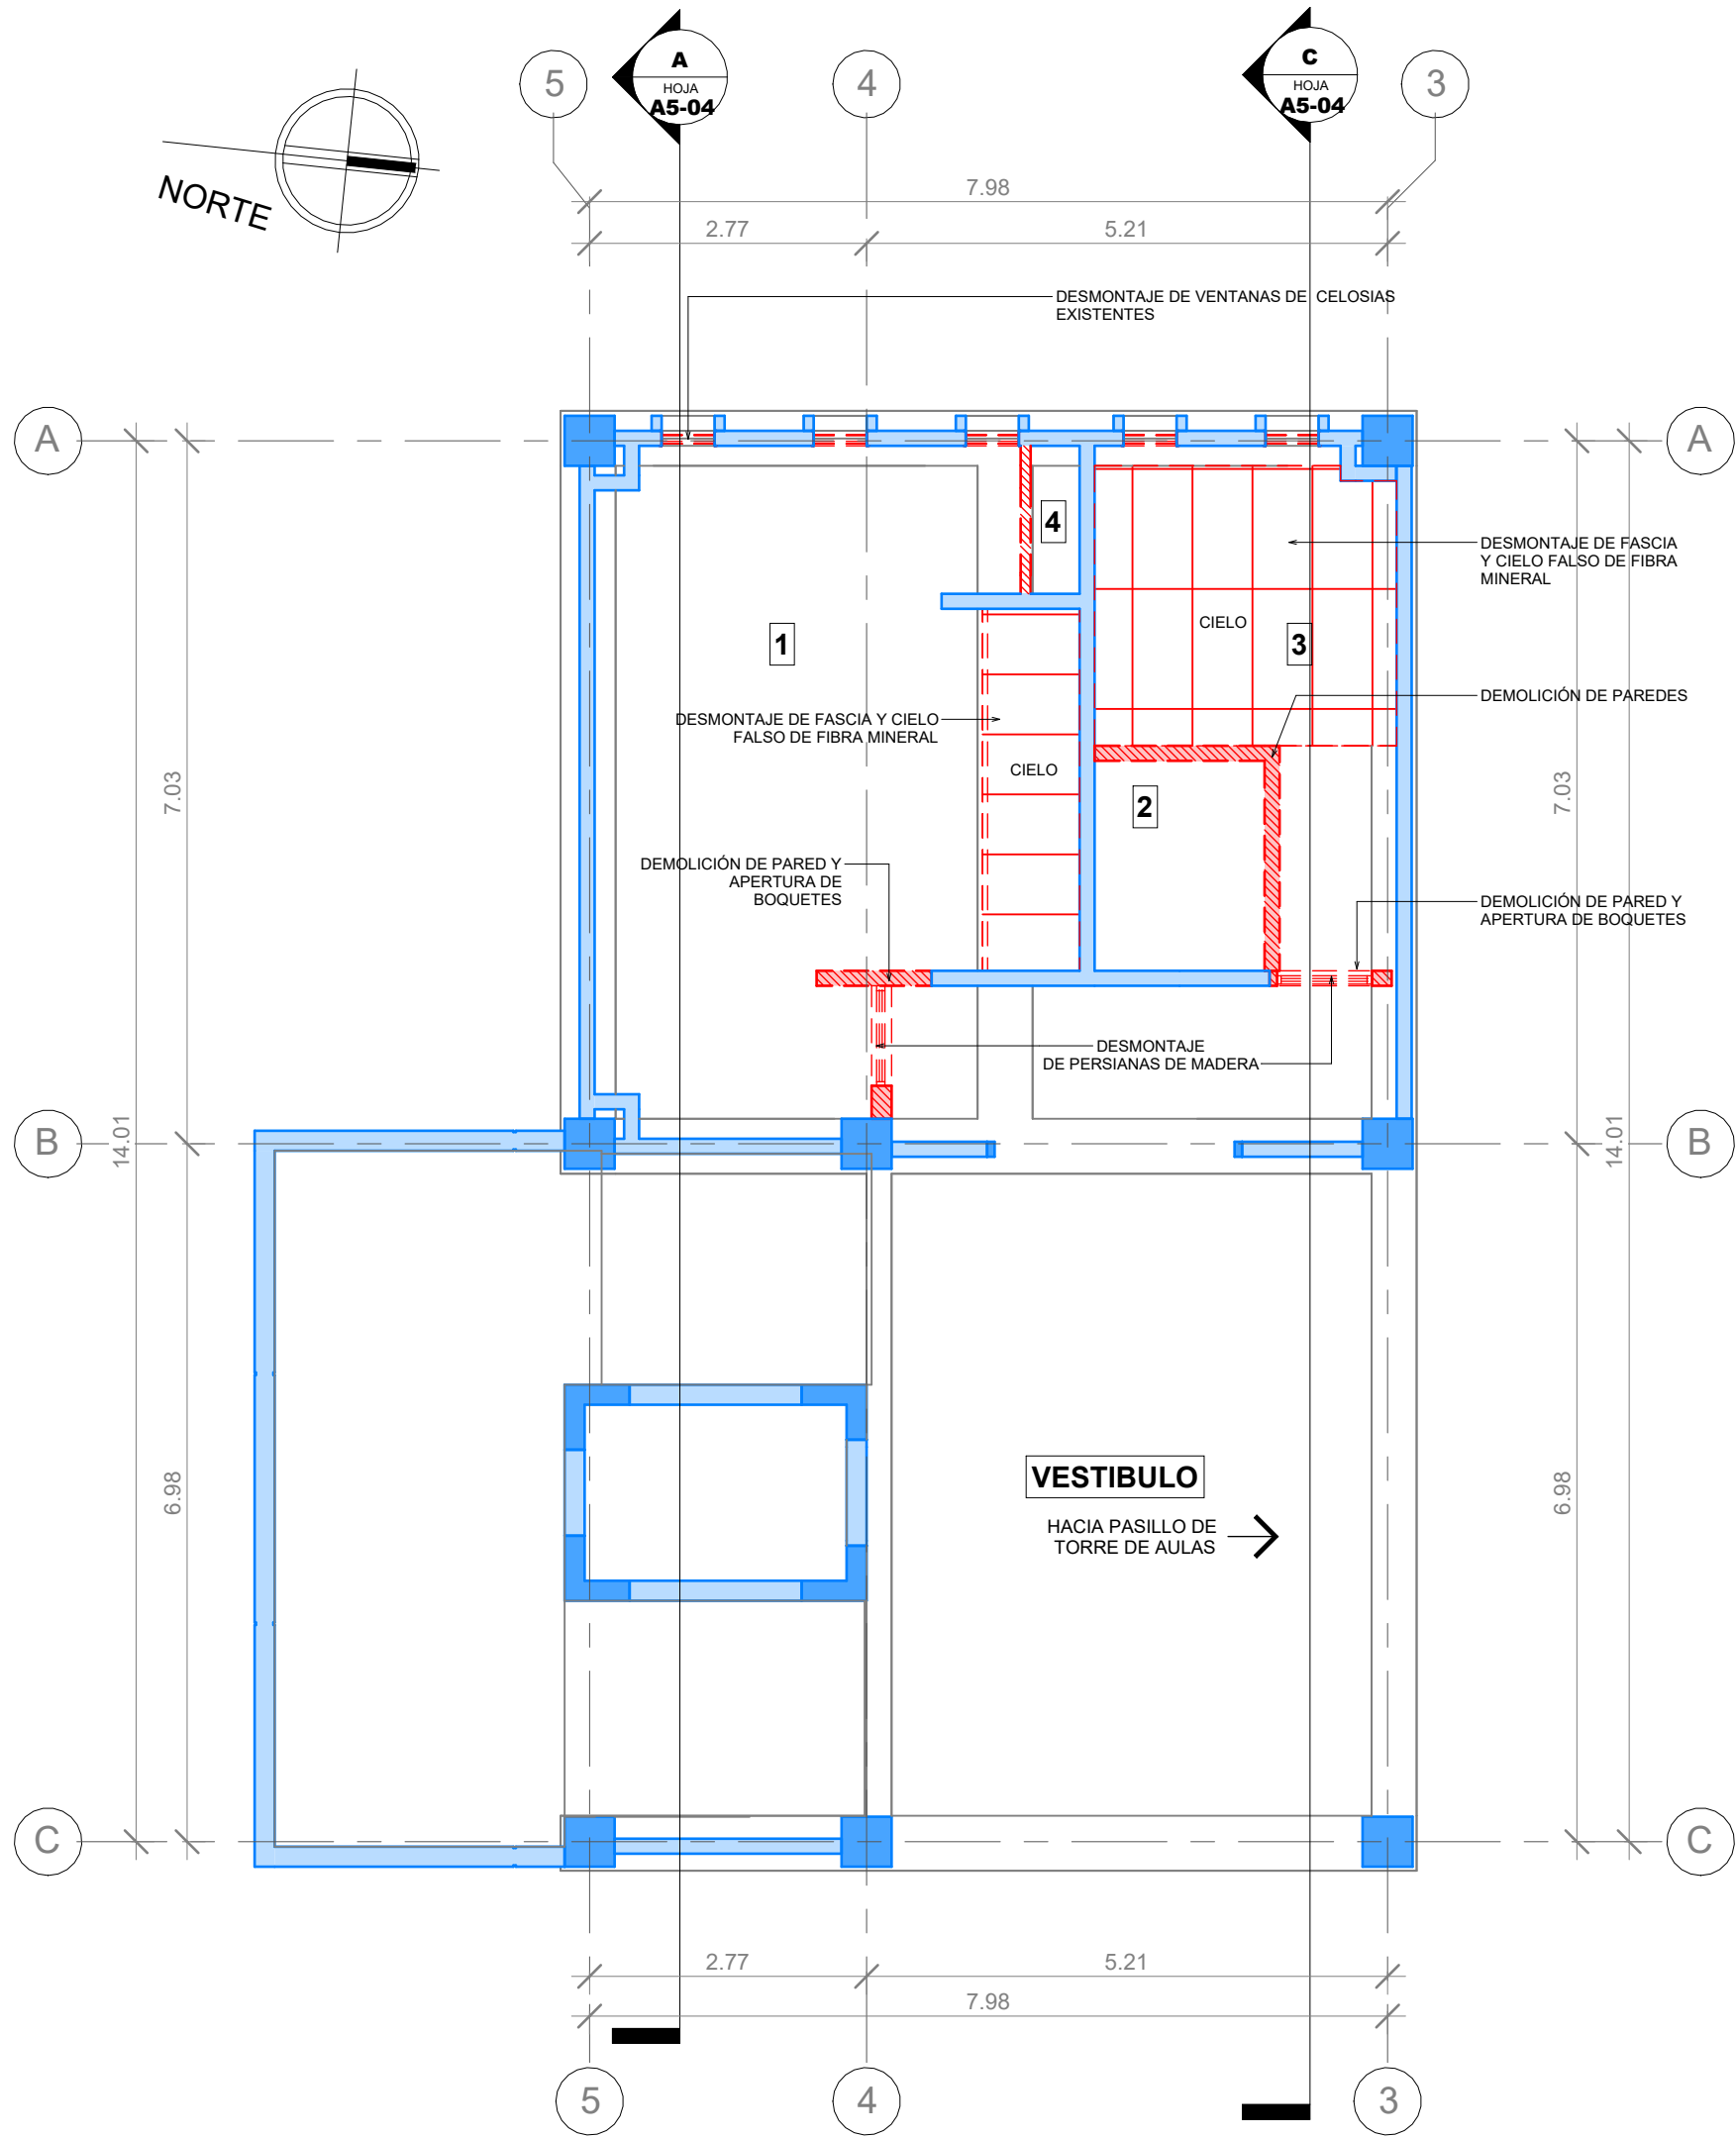 5
A
HOJA
A5-04
4
C
HOJA
A5-04
3
NORTE
7.98
2.77
5.21
DESMONTAJE DE VENTANAS DE CELOSIAS
EXISTENTES
A
A
4
DESMONTAJE DE FASCIA
Y CIELO FALSO DE FIBRA
MINERAL
CIELO
1
3
DEMOLICIÓN DE PAREDES
DESMONTAJE DE FASCIA Y CIELO
FALSO DE FIBRA MINERAL
CIELO
7.03
7.03
2
DEMOLICIÓN DE PARED Y
APERTURA DE
BOQUETES
DEMOLICIÓN DE PARED Y
APERTURA DE BOQUETES
DESMONTAJE
DE PERSIANAS DE MADERA
B
14.01
14.01
B
VESTIBULO
6.98
6.98
HACIA PASILLO DE
TORRE DE AULAS
C
C
2.77
5.21
7.98
5
4
3